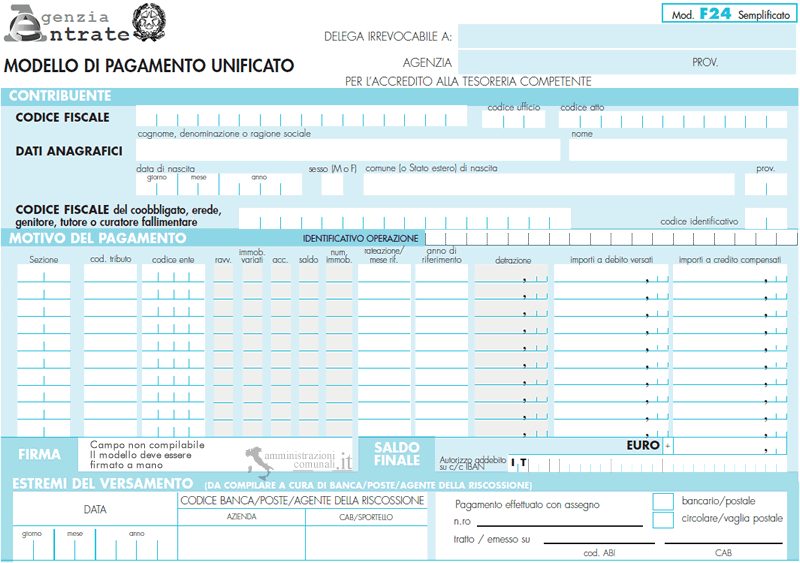 Agenzia
Entrate
Mod. F24 Semplificato
DELEGA IRREVOCABILE A:
MODELLO DI PAGAMENTO UNIFICATO
AGENZIA PROV.
PER L'ACCREDITO ALLA TESORERIA COMPETENTE
CONTRIBUENTE
codice ufficio codice atto
CODICE FISCALE
cognome, denominazione o ragione sociale nome
DATI ANAGRAFICI
data di nascita sesso (M o F) comune (o Stato estero) di nascita prov.
giorno mese anno
CODICE FISCALE del coobbligato, erede,
genitore, tutore o curatore fallimentare codice identificativo
MOTIVO DEL PAGAMENTO IDENTIFICATIVO OPERAZIONE
Sezione cod. tributo codice ente ravv. immob. variati acc. saldo num. immob. rateazione/ mese rif. anno di riferimento detrazione importi a debito versati importi a credito compensati
, , ,
, , ,
, , ,
, , ,
, , ,
, , ,
, , ,
, , ,
, , ,
, , ,
FIRMA
Campo non compilabile
Il modello deve essere
firmato a mano
amministrazioni
comunali.it
SALDO
FINALE
EURO + ,
Autorizzo addebito
su c/c IBAN I T
ESTREMI DEL VERSAMENTO (DA COMPILARE A CURA DI BANCA/POSTE/AGENTE DELLA RISCOSSIONE)
DATA
giorno mese anno
CODICE BANCA/POSTE/AGENTE DELLA RISCOSSIONE
AZIENDA CAB/SPORTELLO
Pagamento effettuato con assegno
bancario/postale
circolare/vaglia postale
n.ro
tratto / emesso su
cod. ABI CAB